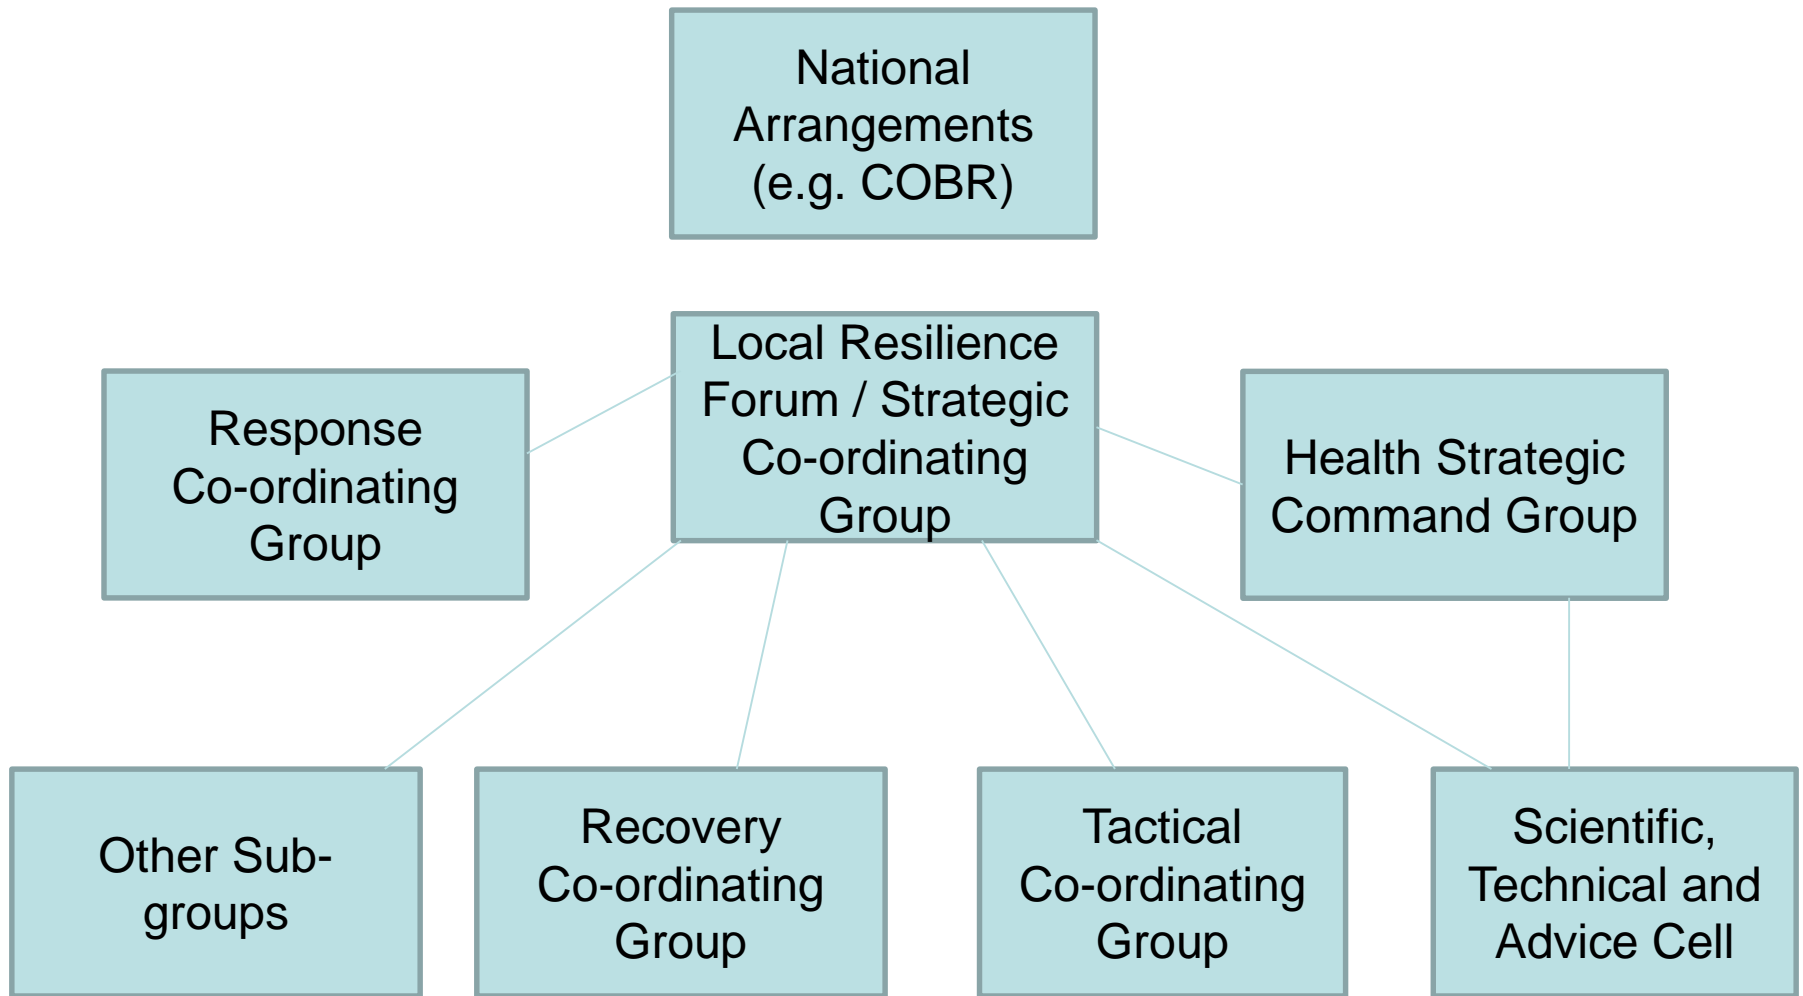 National
Arrangements
(e.g. COBR)
Local Resilience
Forum / Strategic
Co-ordinating
Group
Response
Co-ordinating
Group
Health Strategic
Command Group
Other Sub-
groups
Recovery
Co-ordinating
Group
Tactical
Co-ordinating
Group
Scientific,
Technical and
Advice Cell